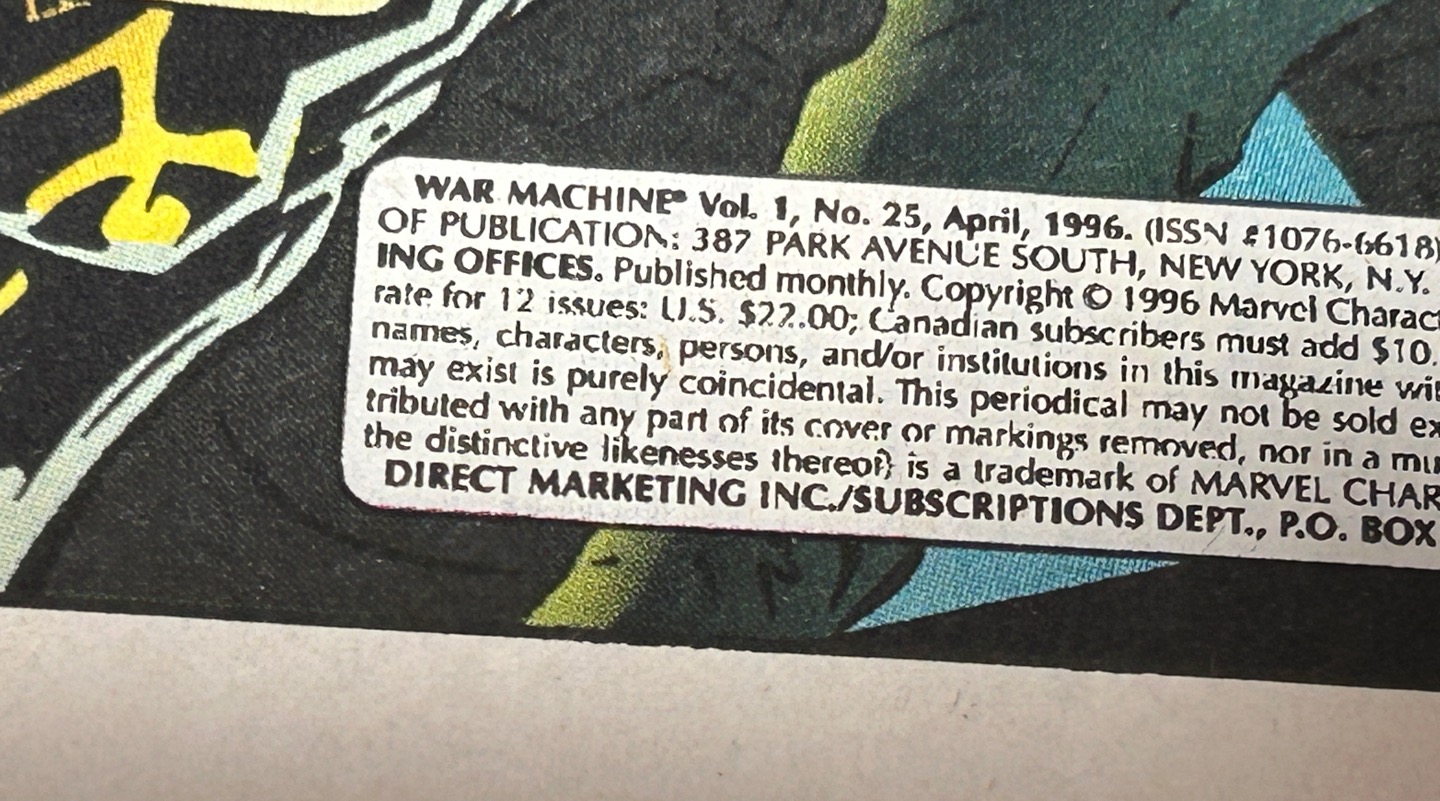 WAR MACHINE® Vol. 1, No. 25, April, 1996. (ISSN #1076-6618)
OF PUBLICATION: 387 PARK AVENUE SOUTH, NEW YORK, N.Y.
ING OFFICES. Published monthly. Copyright © 1996 Marvel Charact
rate for 12 issues: U.S. $22.00; Canadian subscribers must add $10.
names, characters, persons, and/or institutions in this magazine wit
may exist is purely coincidental. This periodical may not be sold ex
tributed with any part of its cover or markings removed, nor in a mu
the distinctive likenesses thereof} is a trademark of MARVEL CHAR
DIRECT MARKETING INC./SUBSCRIPTIONS DEPT., P.O. BOX